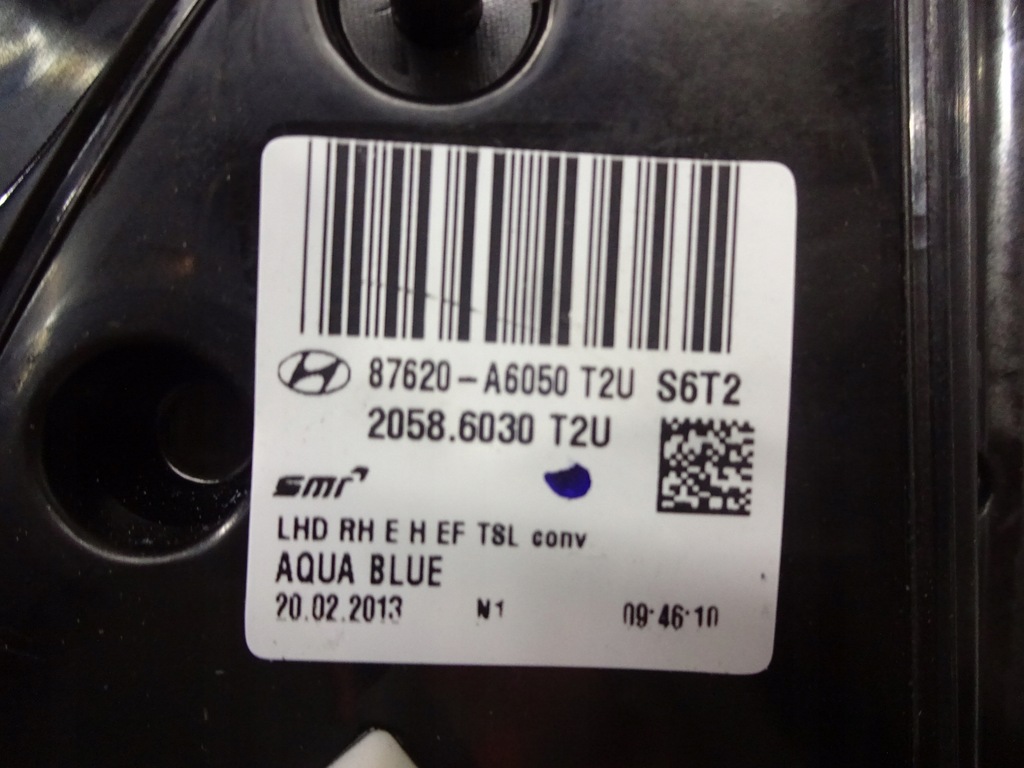 87620-A6050 T2U S6T2
2058.6030 T2U
smr
LHD RH E H EF TSL conv
AQUA BLUE
20.02.2013 N1 09:46:10